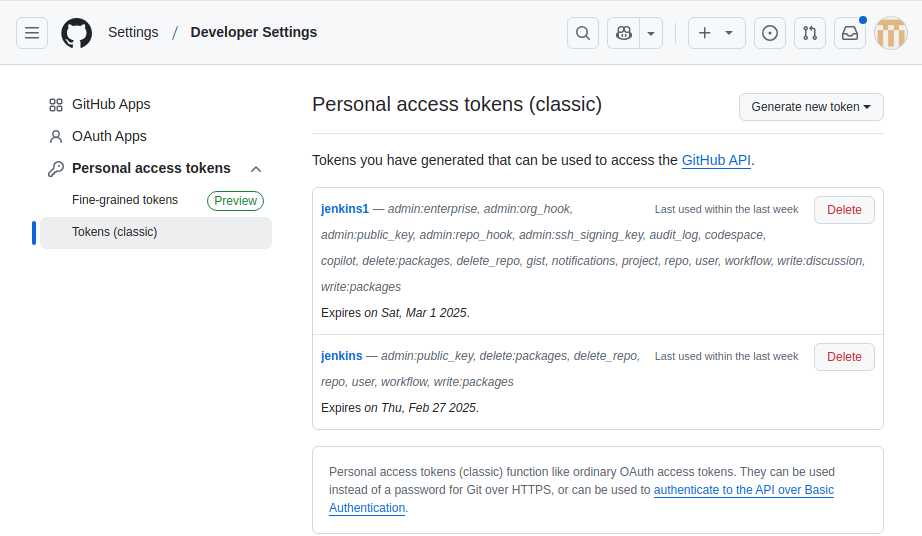 Settings / Developer Settings
GitHub Apps
OAuth Apps
Personal access tokens
Fine-grained tokens Preview
Tokens (classic)
Personal access tokens (classic)
Generate new token
Tokens you have generated that can be used to access the GitHub API.
jenkins1 — admin:enterprise, admin:org_hook, Last used within the last week Delete
admin:public_key, admin:repo_hook, admin:ssh_signing_key, audit_log, codespace,
copilot, delete:packages, delete_repo, gist, notifications, project, repo, user, workflow, write:discussion,
write:packages
Expires on Sat, Mar 1 2025.
jenkins — admin:public_key, delete:packages, delete_repo, Last used within the last week Delete
repo, user, workflow, write:packages
Expires on Thu, Feb 27 2025.
Personal access tokens (classic) function like ordinary OAuth access tokens. They can be used
instead of a password for Git over HTTPS, or can be used to authenticate to the API over Basic
Authentication.